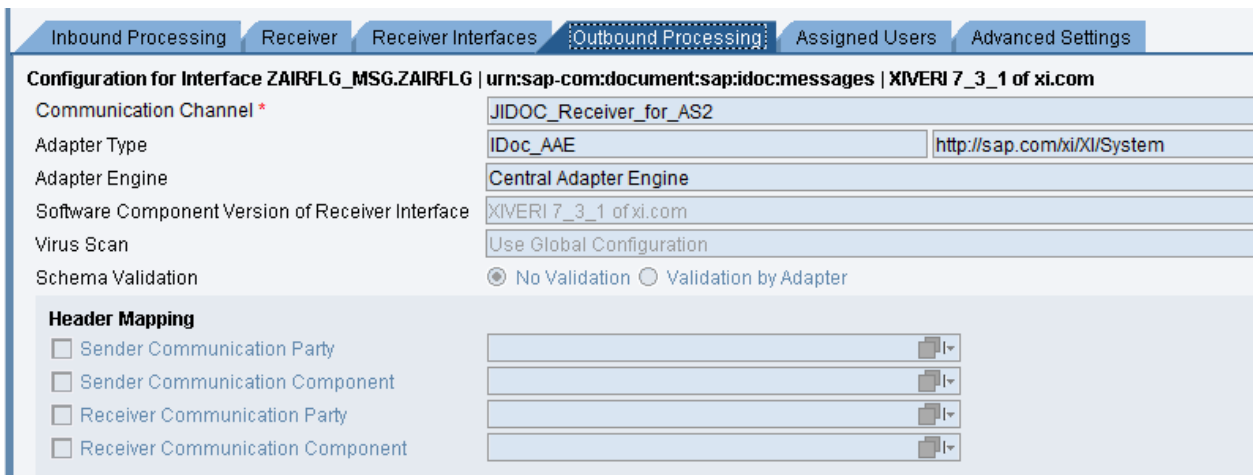 Inbound Processing Receiver Receiver Interfaces Outbound Processing Assigned Users Advanced Settings
Configuration for Interface ZAIRFLG_MSG.ZAIRFLG | urn:sap-com:document:sap:idoc:messages | XIVERI 7_3_1 of xi.com
Communication Channel * JIDOC_Receiver_for_AS2
Adapter Type IDoc_AAE http://sap.com/xi/XI/System
Adapter Engine Central Adapter Engine
Software Component Version of Receiver Interface XIVERI 7_3_1 of xi.com
Virus Scan Use Global Configuration
Schema Validation No Validation Validation by Adapter
Header Mapping
Sender Communication Party
Sender Communication Component
Receiver Communication Party
Receiver Communication Component